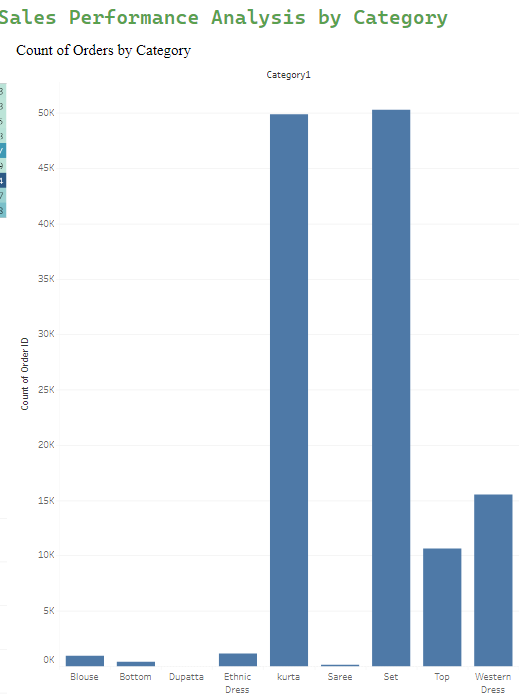 Sales Performance Analysis by Category
Count of Orders by Category
Category1
50K
45K
40K
35K
30K
25K
20K
15K
10K
5K
0K
Count of Order ID
Blouse
Bottom
Dupatta
Ethnic
Dress
kurta
Saree
Set
Top
Western
Dress